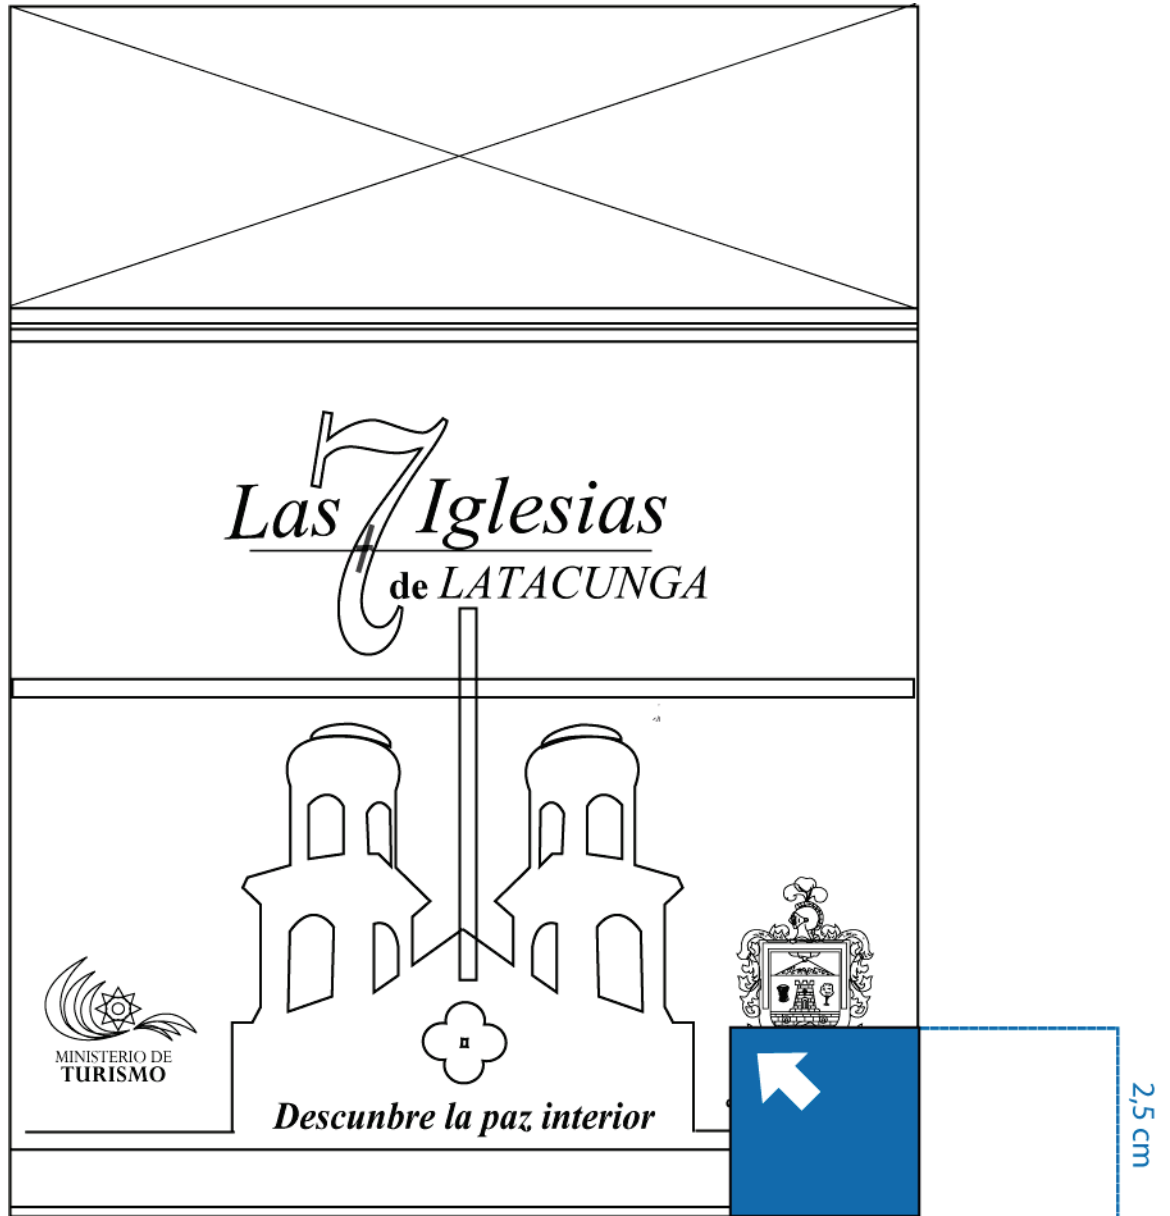 Las 7 Iglesias
de LATACUNGA
MINISTERIO DE
TURISMO
Descunbre la paz interior
2,5 cm